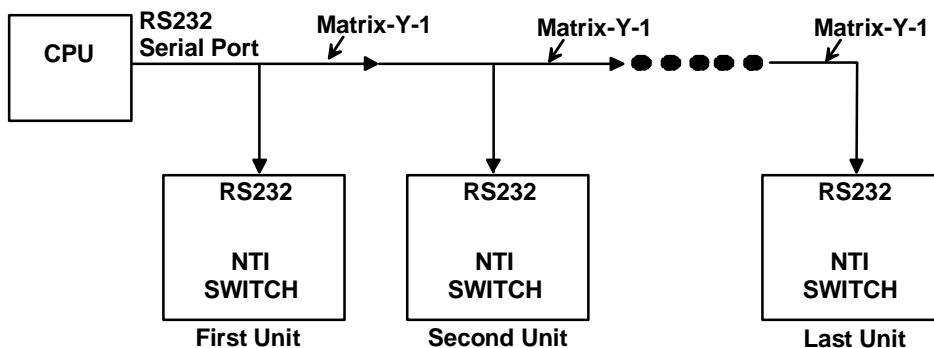 CPU
RS232
Serial Port
Matrix-Y-1
Matrix-Y-1
Matrix-Y-1
RS232
NTI
SWITCH
First Unit
RS232
NTI
SWITCH
Second Unit
RS232
NTI
SWITCH
Last Unit